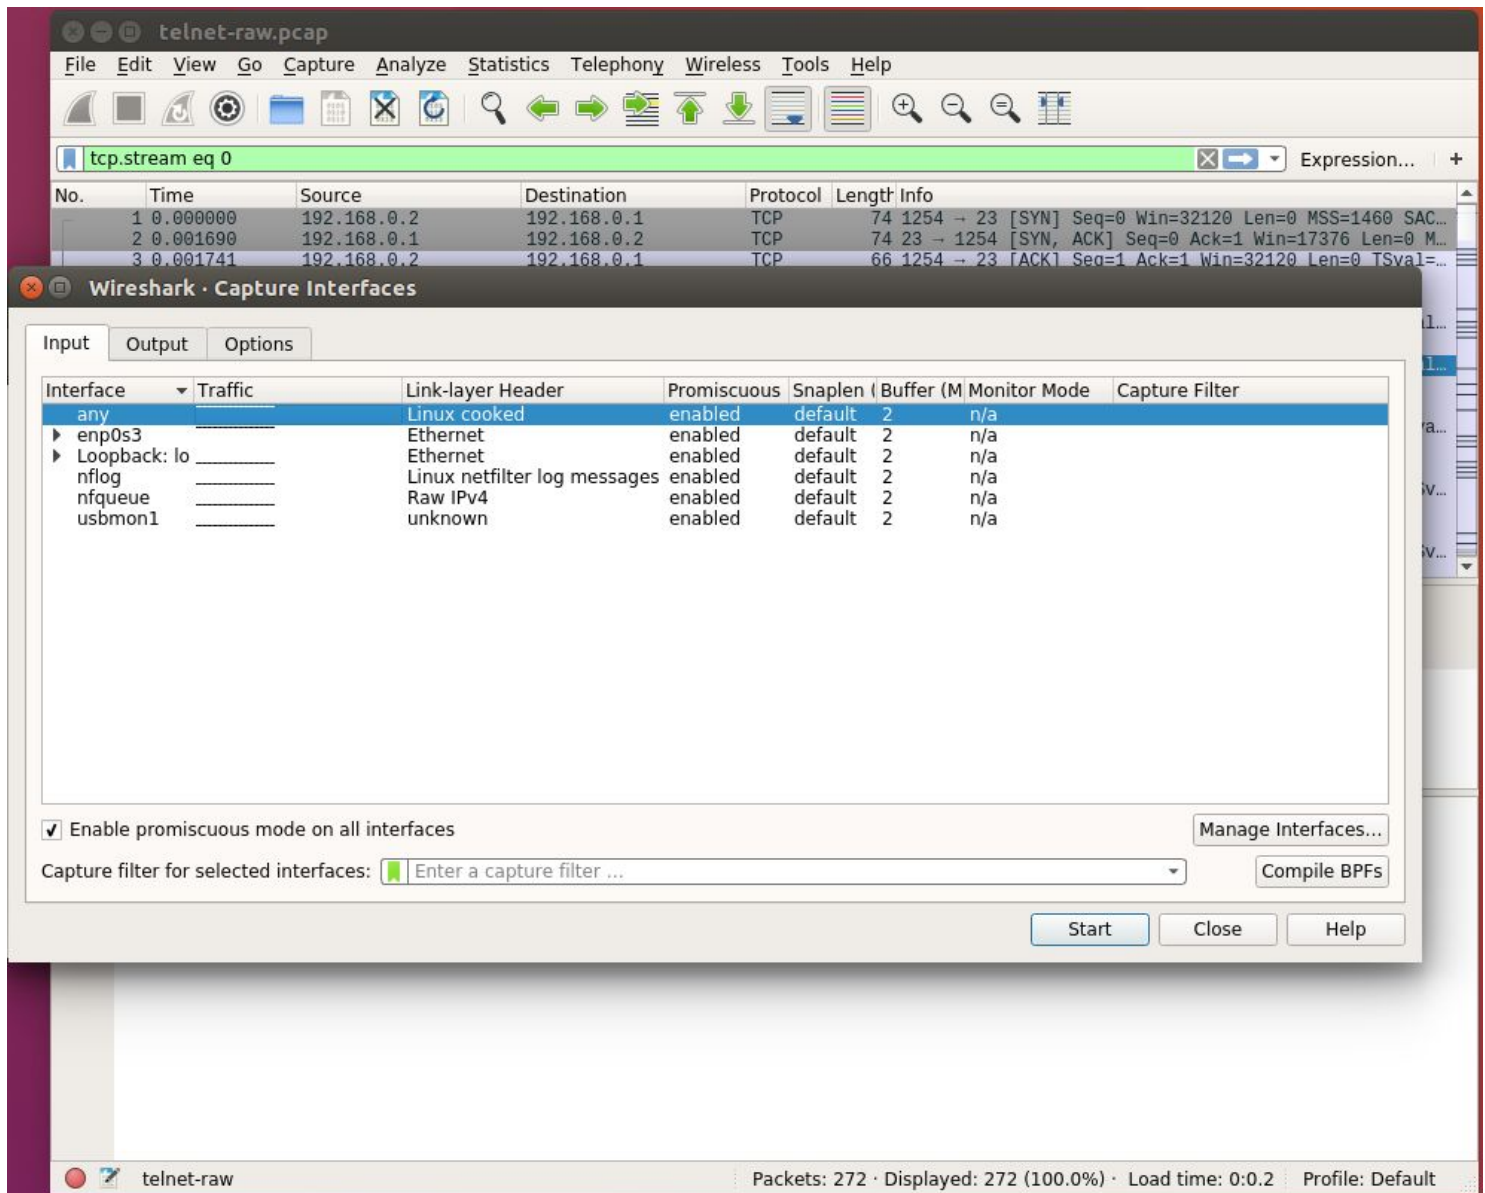 telnet-raw.pcap
File Edit View Go Capture Analyze Statistics Telephony Wireless Tools Help
tcp.stream eq 0 Expression... +
No. Time Source Destination Protocol Length Info
1 0.000000 192.168.0.2 192.168.0.1 TCP 74 1254 → 23 [SYN] Seq=0 Win=32120 Len=0 MSS=1460 SAC…
2 0.001690 192.168.0.1 192.168.0.2 TCP 74 23 → 1254 [SYN, ACK] Seq=0 Ack=1 Win=17376 Len=0 M…
3 0.001741 192.168.0.2 192.168.0.1 TCP 66 1254 → 23 [ACK] Seq=1 Ack=1 Win=32120 Len=0 TSval=…
Wireshark · Capture Interfaces
Input Output Options
Interface Traffic Link-layer Header Promiscuous Snaplen ( Buffer (M Monitor Mode Capture Filter
any Linux cooked enabled default 2 n/a
enp0s3 Ethernet enabled default 2 n/a
Loopback: lo Ethernet enabled default 2 n/a
nflog Linux netfilter log messages enabled default 2 n/a
nfqueue Raw IPv4 enabled default 2 n/a
usbmon1 unknown enabled default 2 n/a
Enable promiscuous mode on all interfaces Manage Interfaces...
Capture filter for selected interfaces: Enter a capture filter ... Compile BPFs
Start Close Help
telnet-raw Packets: 272 · Displayed: 272 (100.0%) · Load time: 0:0.2 Profile: Default